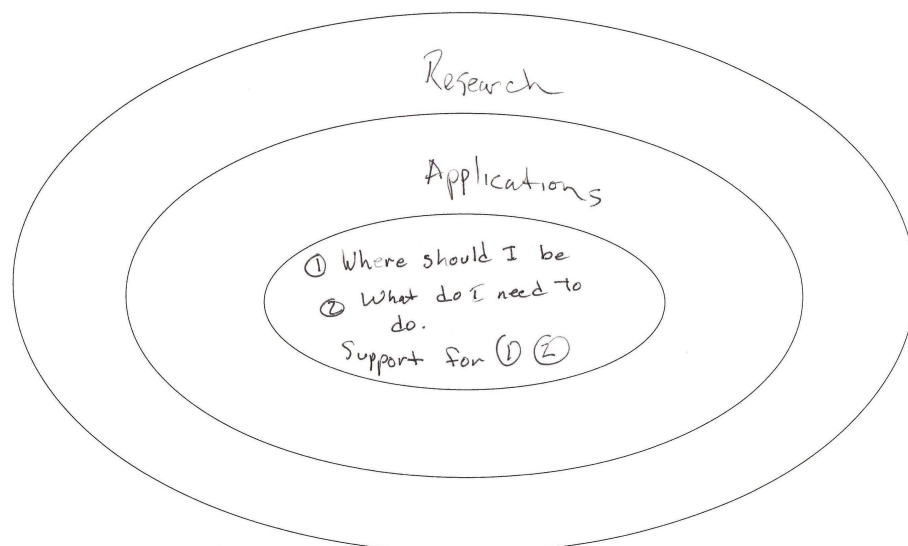 Research
Applications
① Where should I be
② What do I need to
do.
Support for ① ②